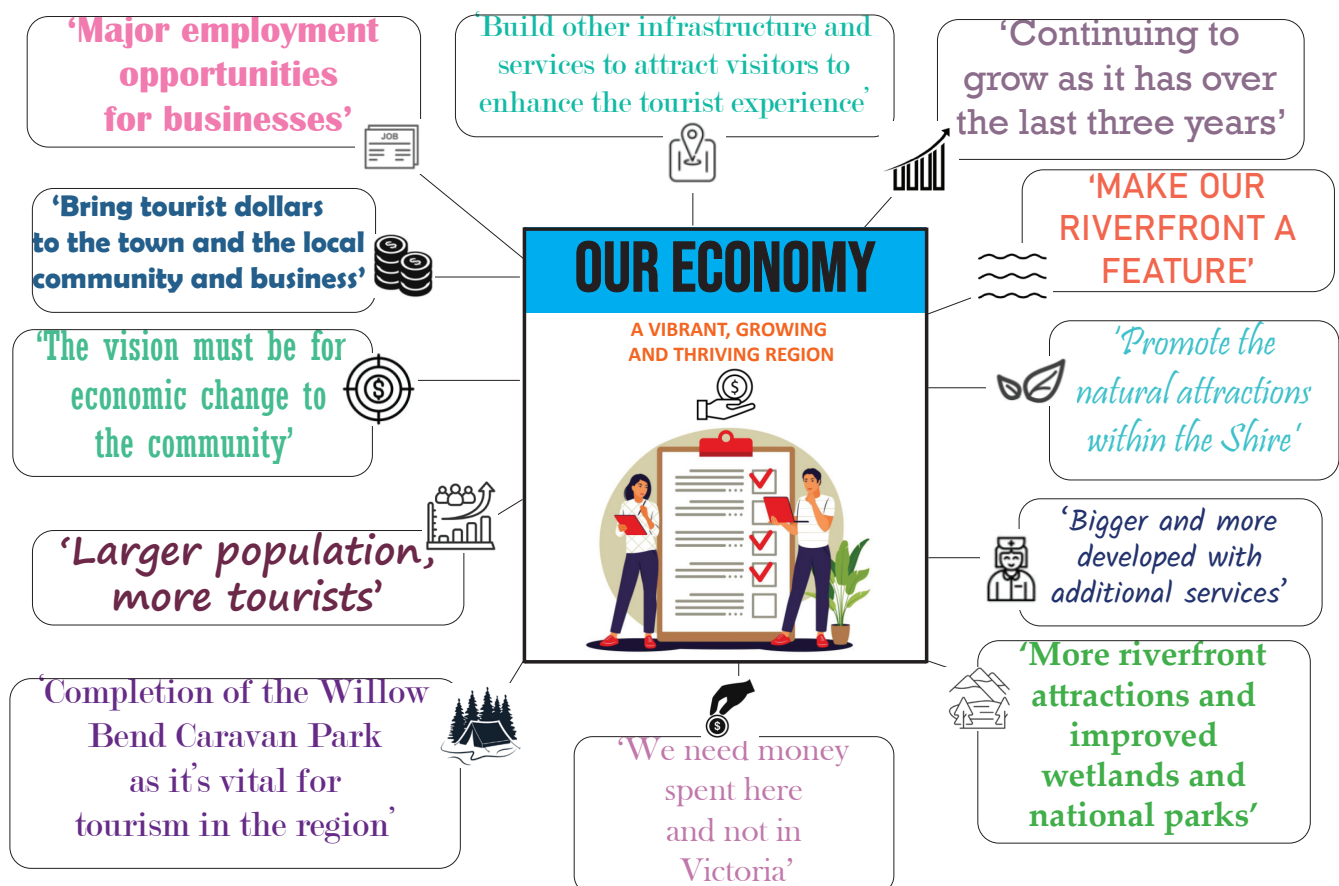 ‘Major employment
opportunities
for businesses’
‘Build other infrastructure and
services to attract visitors to
enhance the tourist experience’
‘Continuing to
grow as it has over
the last three years’
JOB
‘Bring tourist dollars
to the town and the local
community and business’
‘MAKE OUR
RIVERFRONT A
FEATURE’
OUR ECONOMY
A VIBRANT, GROWING
AND THRIVING REGION
‘The vision must be for
economic change to
the community’
'Promote the
natural attractions
within the Shire'
‘Larger population,
more tourists’
‘Bigger and more
developed with
additional services’
‘Completion of the Willow
Bend Caravan Park
as it’s vital for
tourism in the region’
‘We need money
spent here
and not in
Victoria’
‘More riverfront
attractions and
improved
wetlands and
national parks’